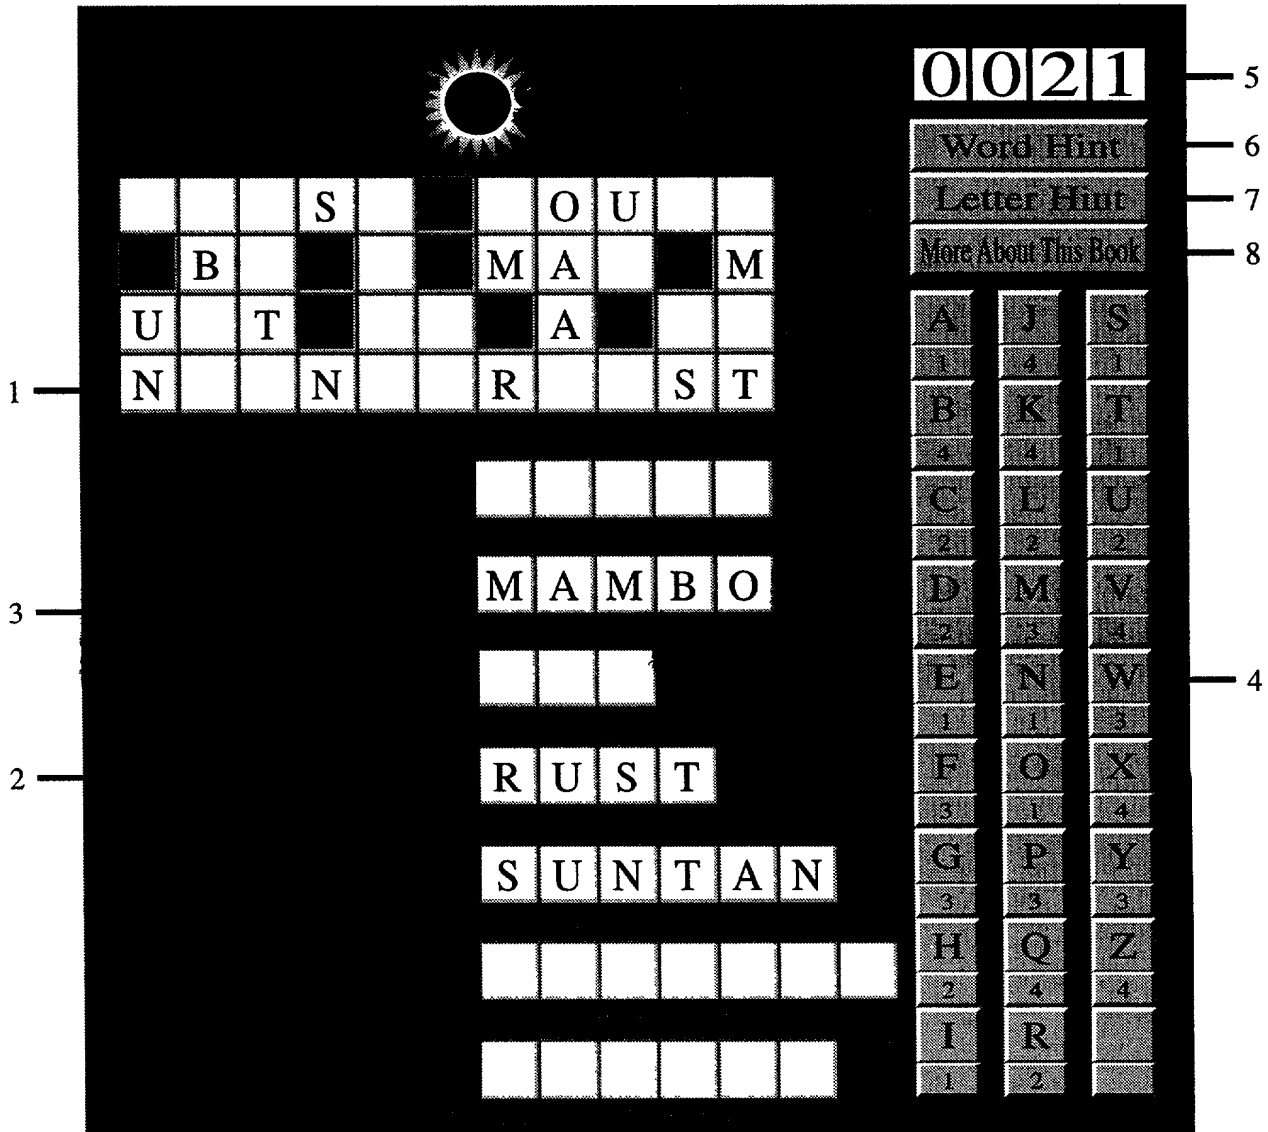 0021
5
Word Hint
6
Letter Hint
7
More About This Book
8
S O U
B M A M
U T A
N N R S T
1
MAMBO
3
RUST
2
SUNTAN
A J S
1 4 1
B K T
4 4 1
C L U
2 2 2
D M V
2 3 4
E N W
4
1 1 3
F O X
3 1 4
G P Y
3 3 3
H Q Z
2 4 4
I R
1 2